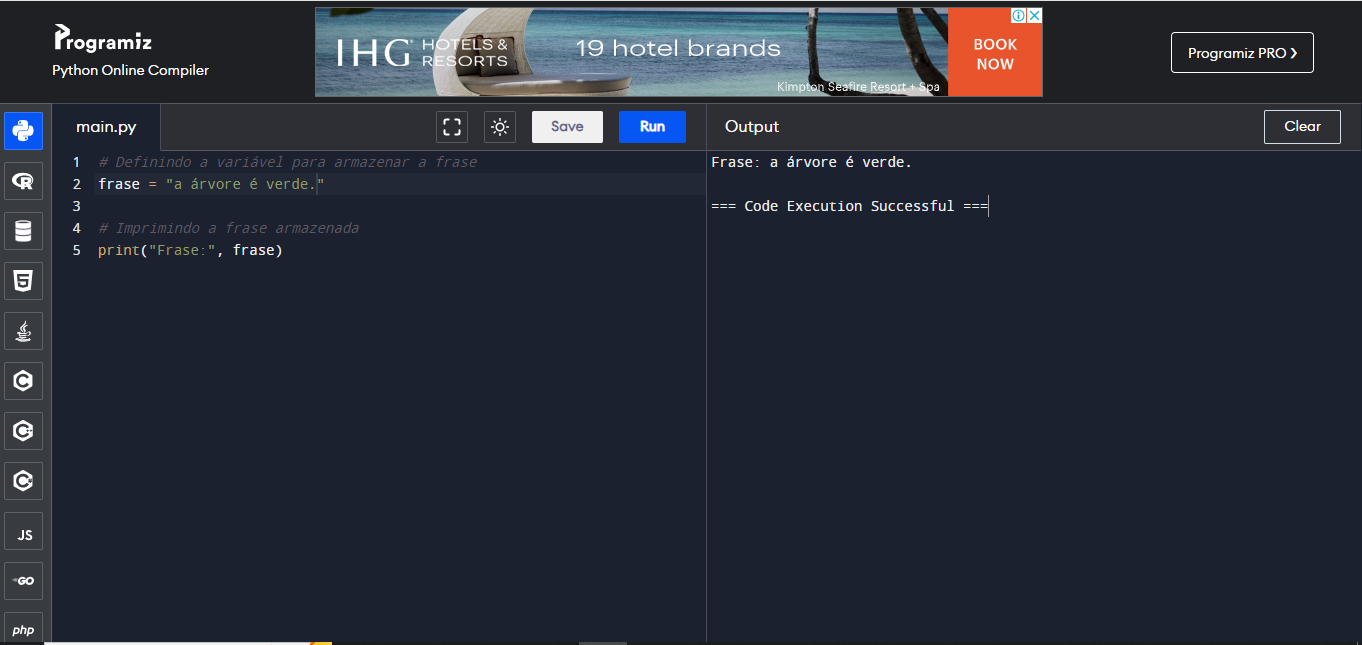 Programiz
Python Online Compiler
IHG HOTELS & RESORTS
19 hotel brands
Kimpton Seafire Resort + Spa
BOOK NOW
Programiz PRO ❯
main.py
Save
Run
Output
Clear
1 # Definindo a variável para armazenar a frase
2 frase = "a árvore é verde."
3
4 # Imprimindo a frase armazenada
5 print("Frase:", frase)
Frase: a árvore é verde.
=== Code Execution Successful ===
R
5
C
C
C
JS
GO
php